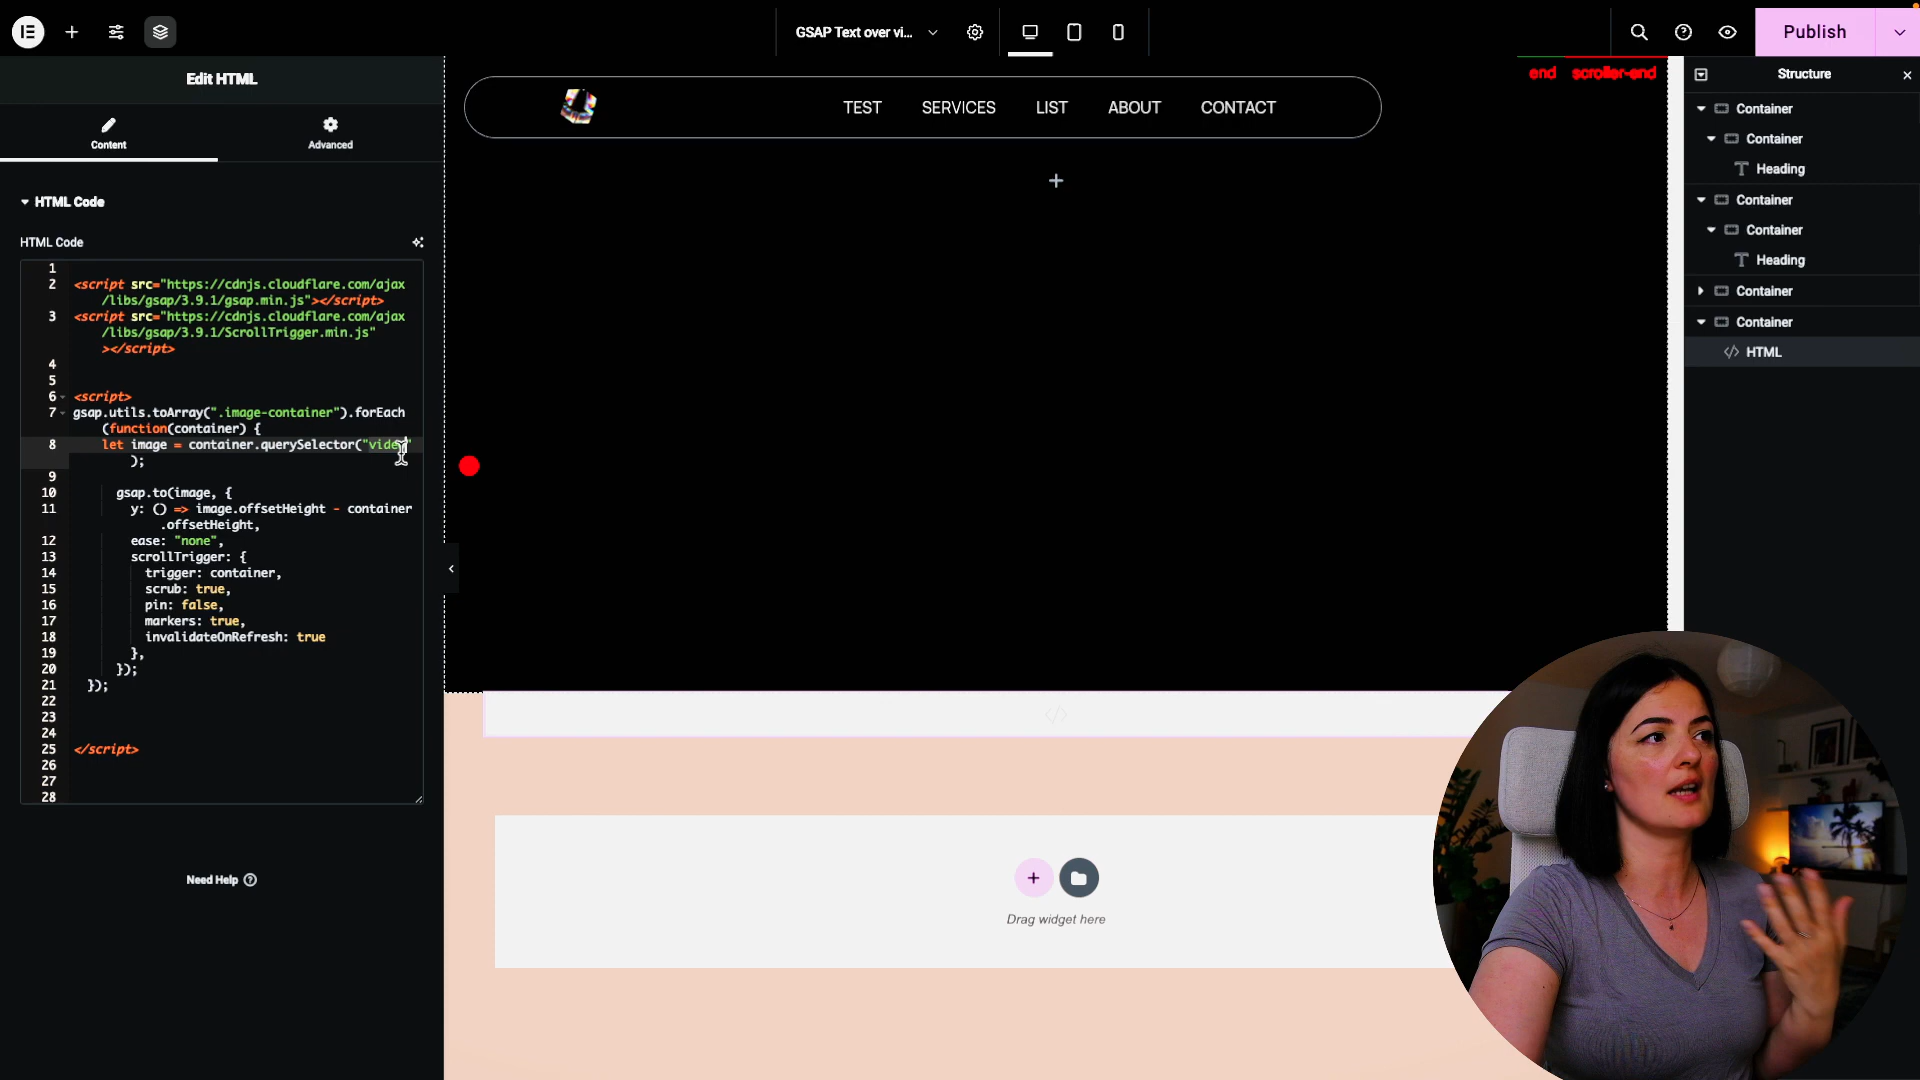 GSAP Text over vi...
Publish
Edit HTML
Content
Advanced
HTML Code
HTML Code
1
2 <script src="https://cdnjs.cloudflare.com/ajax
/libs/gsap/3.9.1/gsap.min.js"></script>
3 <script src="https://cdnjs.cloudflare.com/ajax
/libs/gsap/3.9.1/ScrollTrigger.min.js"
></script>
4
5
6 <script>
7 gsap.utils.toArray(".image-container").forEach
(function(container) {
8 let image = container.querySelector("video"
);
9
10 gsap.to(image, {
11 y: () => image.offsetHeight - container
.offsetHeight,
12 ease: "none",
13 scrollTrigger: {
14 trigger: container,
15 scrub: true,
16 pin: false,
17 markers: true,
18 invalidateOnRefresh: true
19 },
20 });
21 });
22
23
24
25 </script>
26
27
28
Need Help
TEST SERVICES LIST ABOUT CONTACT
end scroller-end
Drag widget here
Structure
Container
Container
Heading
Container
Container
Heading
Container
Container
HTML